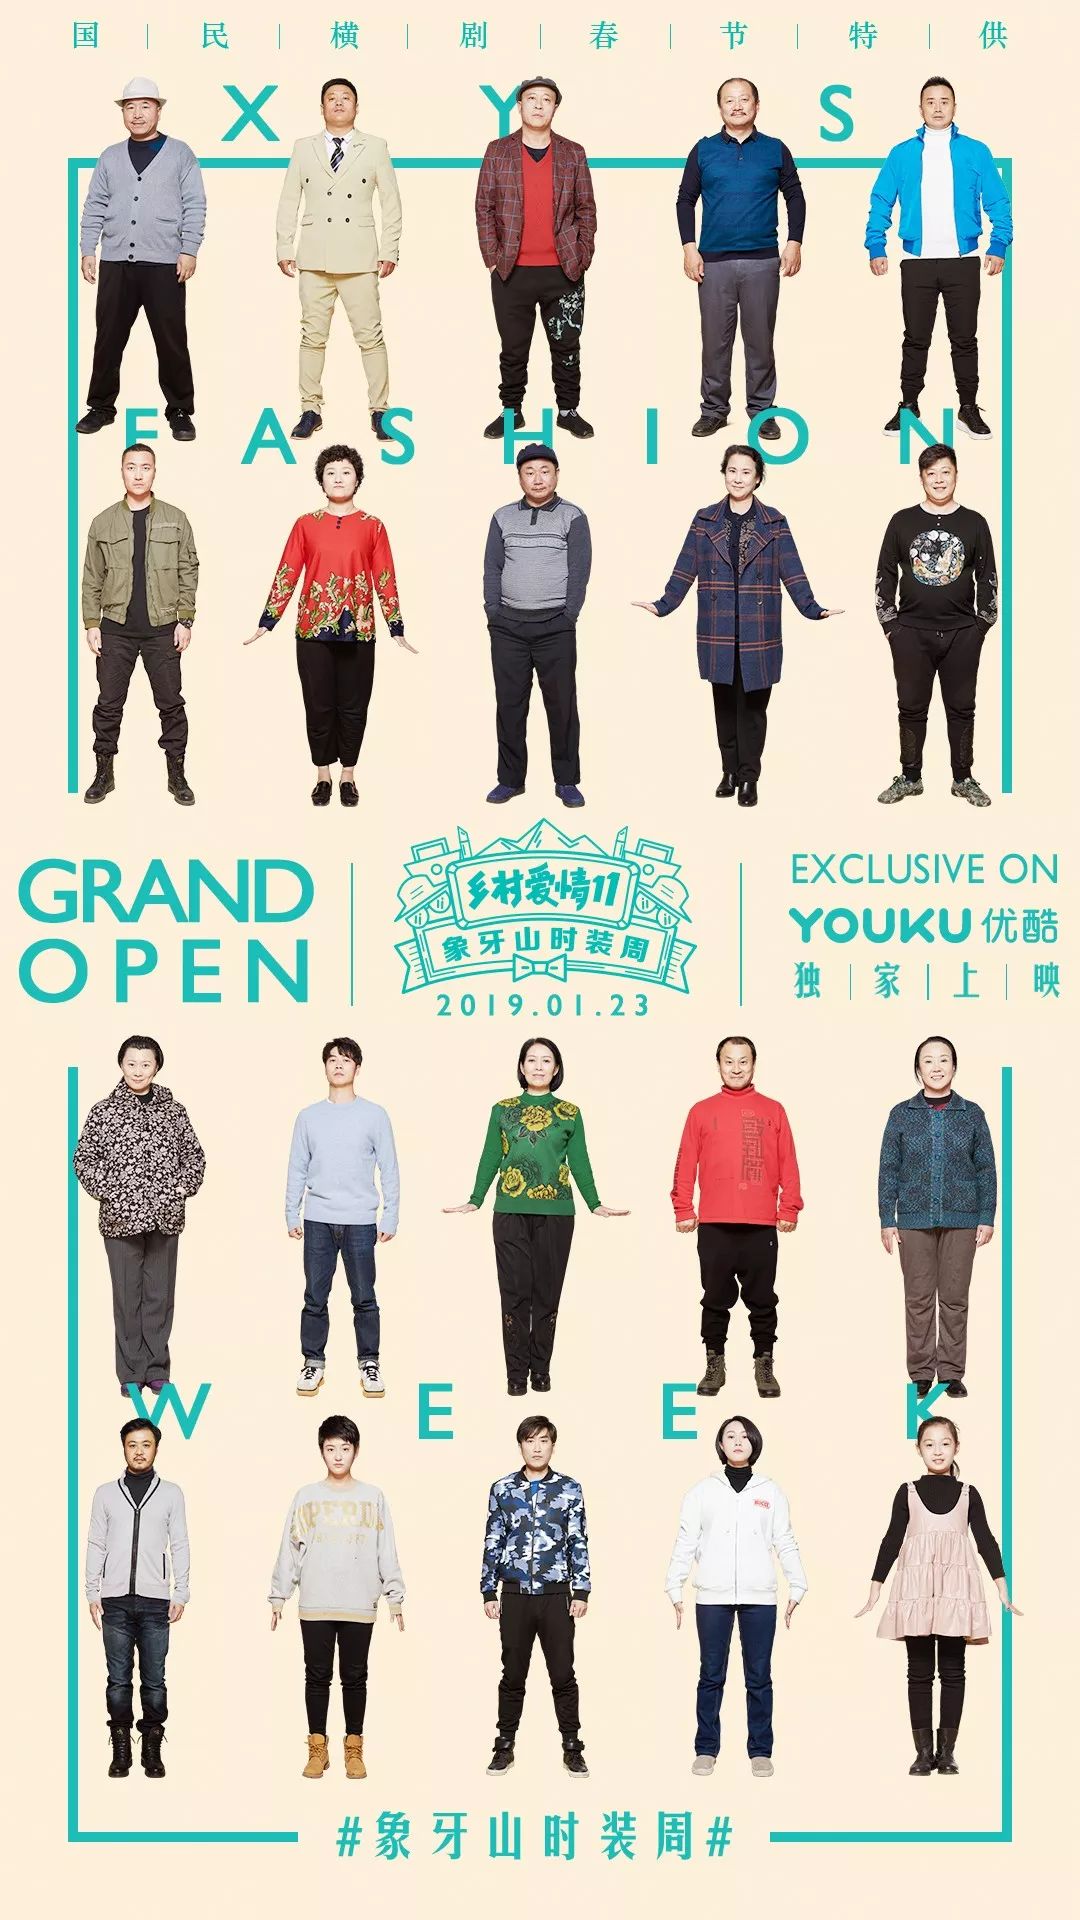 国民横剧春节特供
X Y S
FASHION
GRAND
OPEN
乡村爱情11
象牙山时装周
2019.01.23
EXCLUSIVE ON
YOUKU 优酷
独家上映
WEEK
#象牙山时装周#